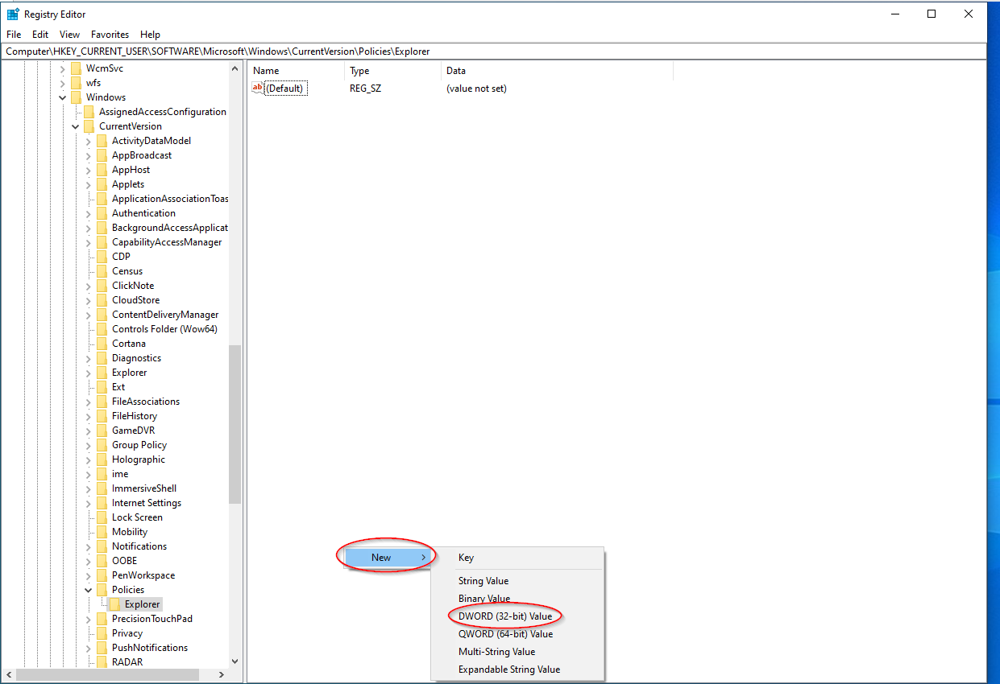 Registry Editor
File Edit View Favorites Help
Computer\HKEY_CURRENT_USER\SOFTWARE\Microsoft\Windows\CurrentVersion\Policies\Explorer
WcmSvc
wfs
Windows
AssignedAccessConfiguration
CurrentVersion
ActivityDataModel
AppBroadcast
AppHost
Applets
ApplicationAssociationToas
Authentication
BackgroundAccessApplicat
CapabilityAccessManager
CDP
Census
ClickNote
CloudStore
ContentDeliveryManager
Controls Folder (Wow64)
Cortana
Diagnostics
Explorer
Ext
FileAssociations
FileHistory
GameDVR
Group Policy
Holographic
ime
ImmersiveShell
Internet Settings
Lock Screen
Mobility
Notifications
OOBE
PenWorkspace
Policies
Explorer
PrecisionTouchPad
Privacy
PushNotifications
RADAR
Name Type Data
ab (Default) REG_SZ (value not set)
New
Key
String Value
Binary Value
DWORD (32-bit) Value
QWORD (64-bit) Value
Multi-String Value
Expandable String Value